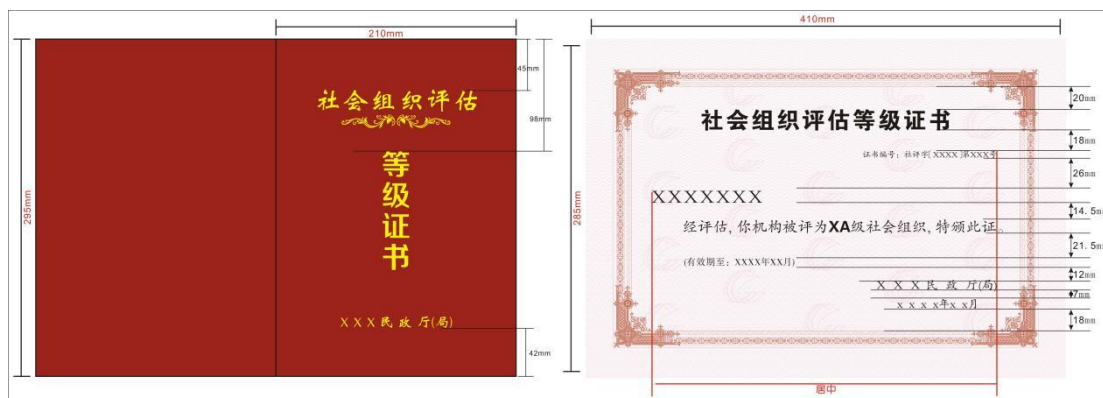 210mm
45mm
98mm
社会组织评估
等级证书
XXX民政厅(局)
295mm
42mm
410mm
285mm
社会组织评估等级证书
证书编号：社评字[XXXX]第XXX号
XXXXXXX
经评估,你机构被评为XA级社会组织,特颁此证。
(有效期至：XXXX年XX月)
XXX民政厅(局)
xxxx年xx月
20mm
18mm
26mm
14.5mm
21.5mm
12mm
7mm
18mm
居中